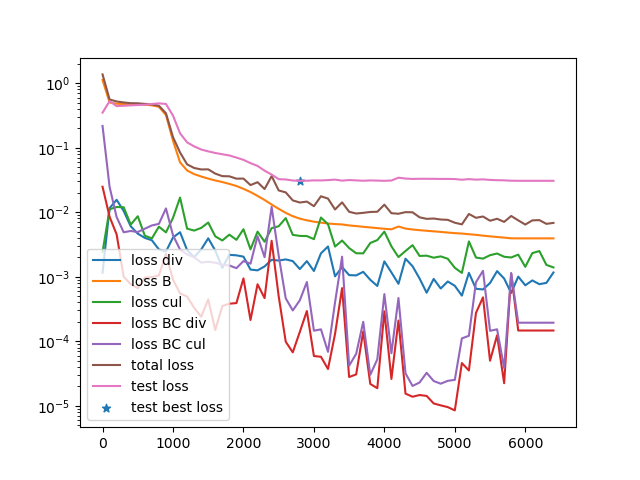 10⁰
10⁻¹
10⁻²
10⁻³
10⁻⁴
10⁻⁵
loss div
loss B
loss cul
loss BC div
loss BC cul
total loss
test loss
test best loss
0 1000 2000 3000 4000 5000 6000